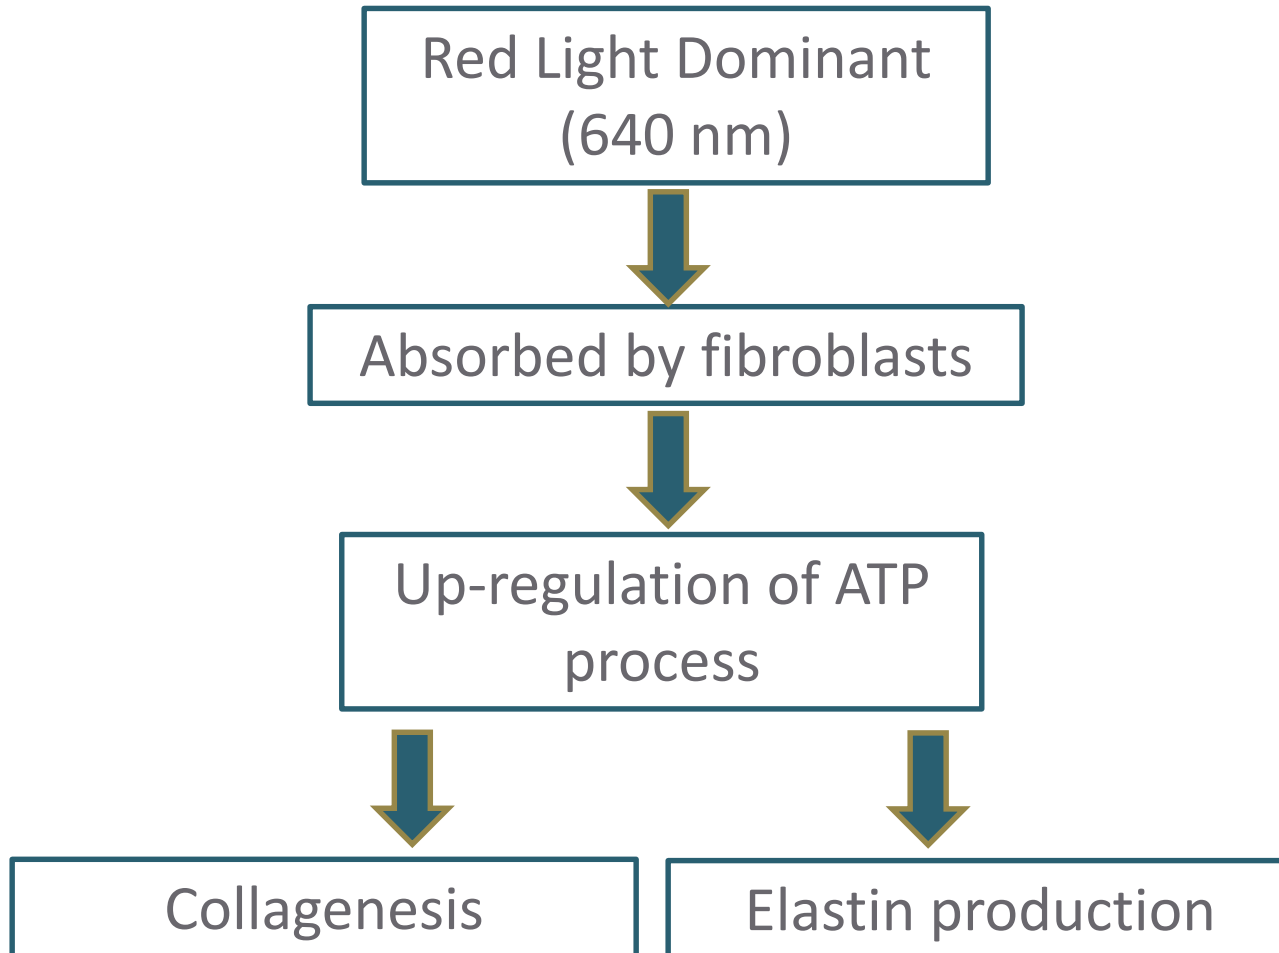 Red Light Dominant
(640 nm)
Absorbed by fibroblasts
Up-regulation of ATP
process
Collagenesis
Elastin production